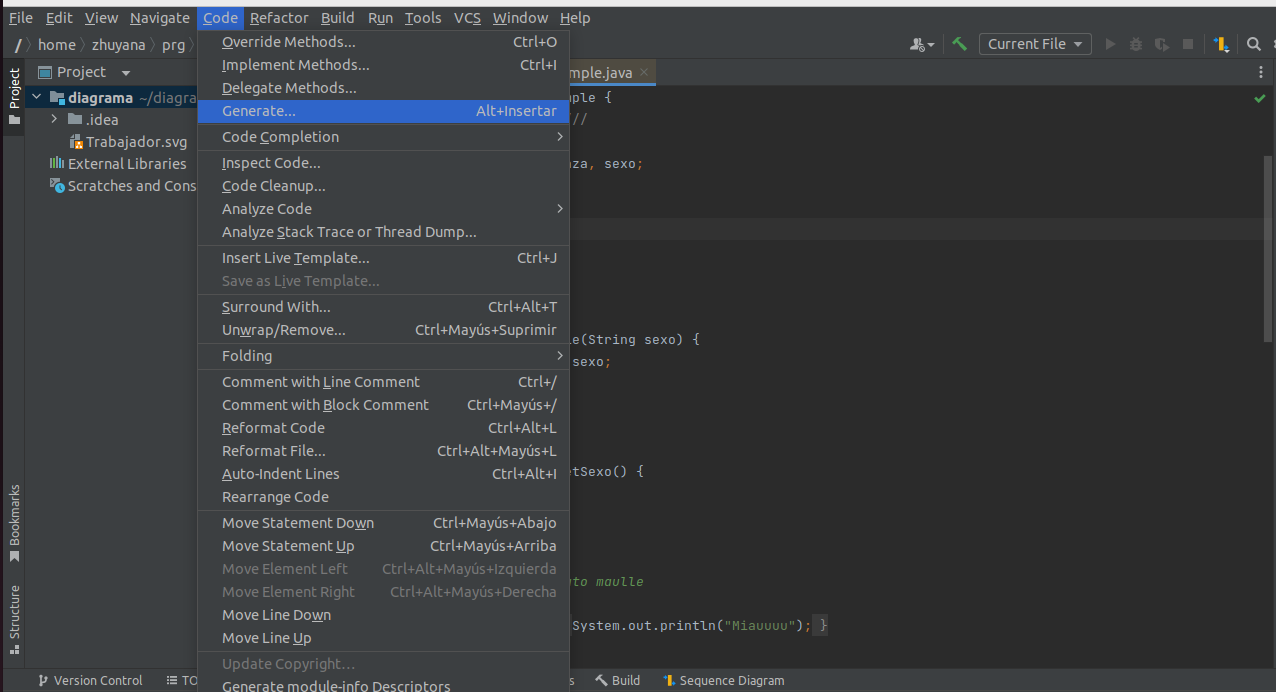 File Edit View Navigate Code Refactor Build Run Tools VCS Window Help
/ home zhuyana prg
Current File
Project
mple.java
Project
diagrama ~/diagra
.idea
Trabajador.svg
External Libraries
Scratches and Cons
Bookmarks
Structure
Override Methods... Ctrl+O
Implement Methods... Ctrl+I
Delegate Methods...
Generate... Alt+Insertar
Code Completion
Inspect Code...
Code Cleanup...
Analyze Code
Analyze Stack Trace or Thread Dump...
Insert Live Template... Ctrl+J
Save as Live Template...
Surround With... Ctrl+Alt+T
Unwrap/Remove... Ctrl+Mayús+Suprimir
Folding
Comment with Line Comment Ctrl+/
Comment with Block Comment Ctrl+Mayús+/
Reformat Code Ctrl+Alt+L
Reformat File... Ctrl+Alt+Mayús+L
Auto-Indent Lines Ctrl+Alt+I
Rearrange Code
Move Statement Down Ctrl+Mayús+Abajo
Move Statement Up Ctrl+Mayús+Arriba
Move Element Left Ctrl+Alt+Mayús+Izquierda
Move Element Right Ctrl+Alt+Mayús+Derecha
Move Line Down
Move Line Up
Update Copyright...
Generate module-info Descriptors
mple {
//
za, sexo;
e(String sexo) {
sexo;
etSexo() {
to maulle
System.out.println("Miauuuu"); }
Version Control
TO
s
Build
Sequence Diagram